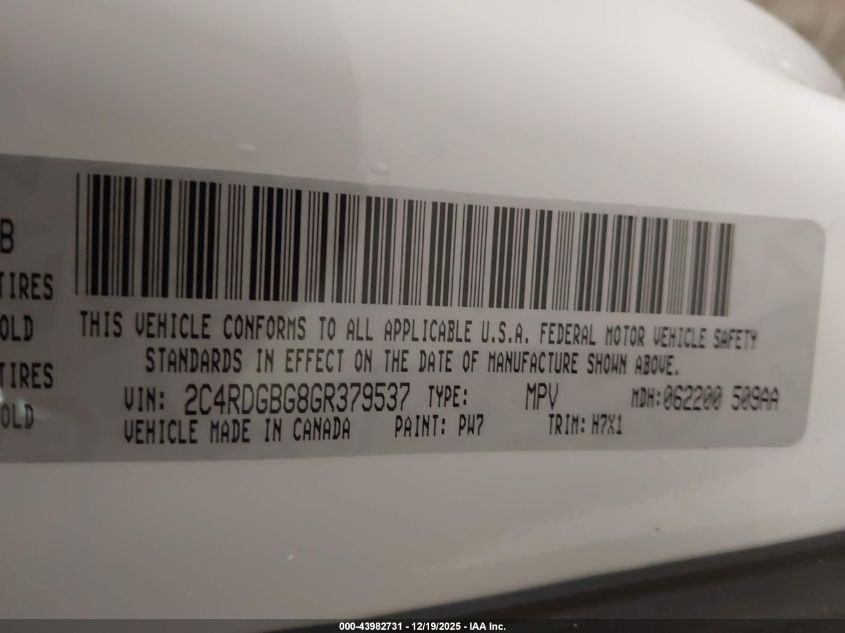 B
TIRES
OLD
TIRES
OLD
THIS VEHICLE CONFORMS TO ALL APPLICABLE U.S.A. FEDERAL MOTOR VEHICLE SAFETY
STANDARDS IN EFFECT ON THE DATE OF MANUFACTURE SHOWN ABOVE.
VIN: 2C4RDGBG8GR379537 TYPE: MPV MDH:062200 509AA
VEHICLE MADE IN CANADA PAINT: PW7 TRIM: H7X1
000-43982731 - 12/19/2025 - IAA Inc.